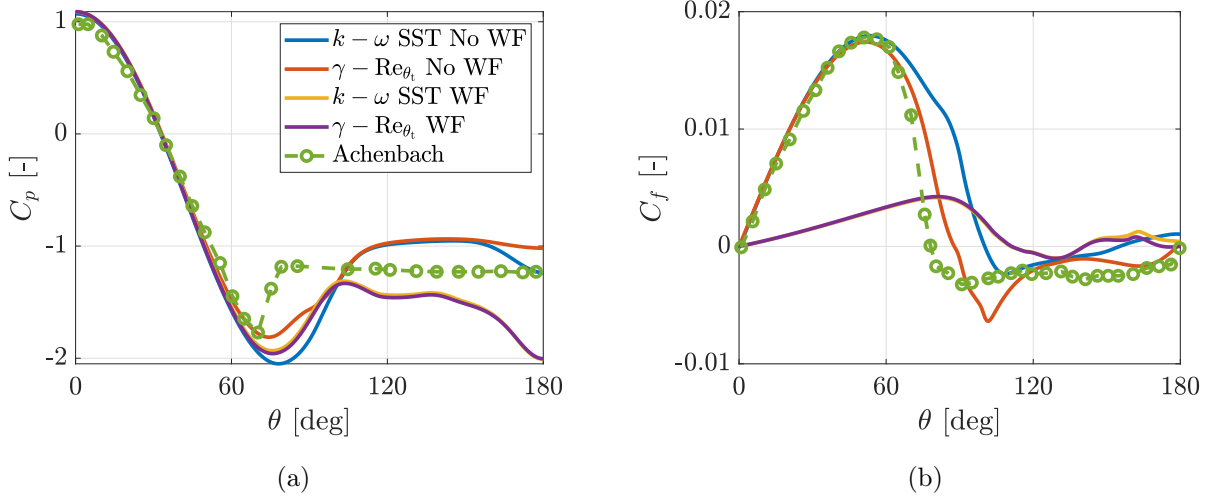 1
0
-1
-2
0
60
120
180
C_p [-]
θ [deg]
k − ω SST No WF
γ − Re_θt No WF
k − ω SST WF
γ − Re_θt WF
Achenbach
(a)
0.02
0.01
0
-0.01
0
60
120
180
C_f [-]
θ [deg]
(b)